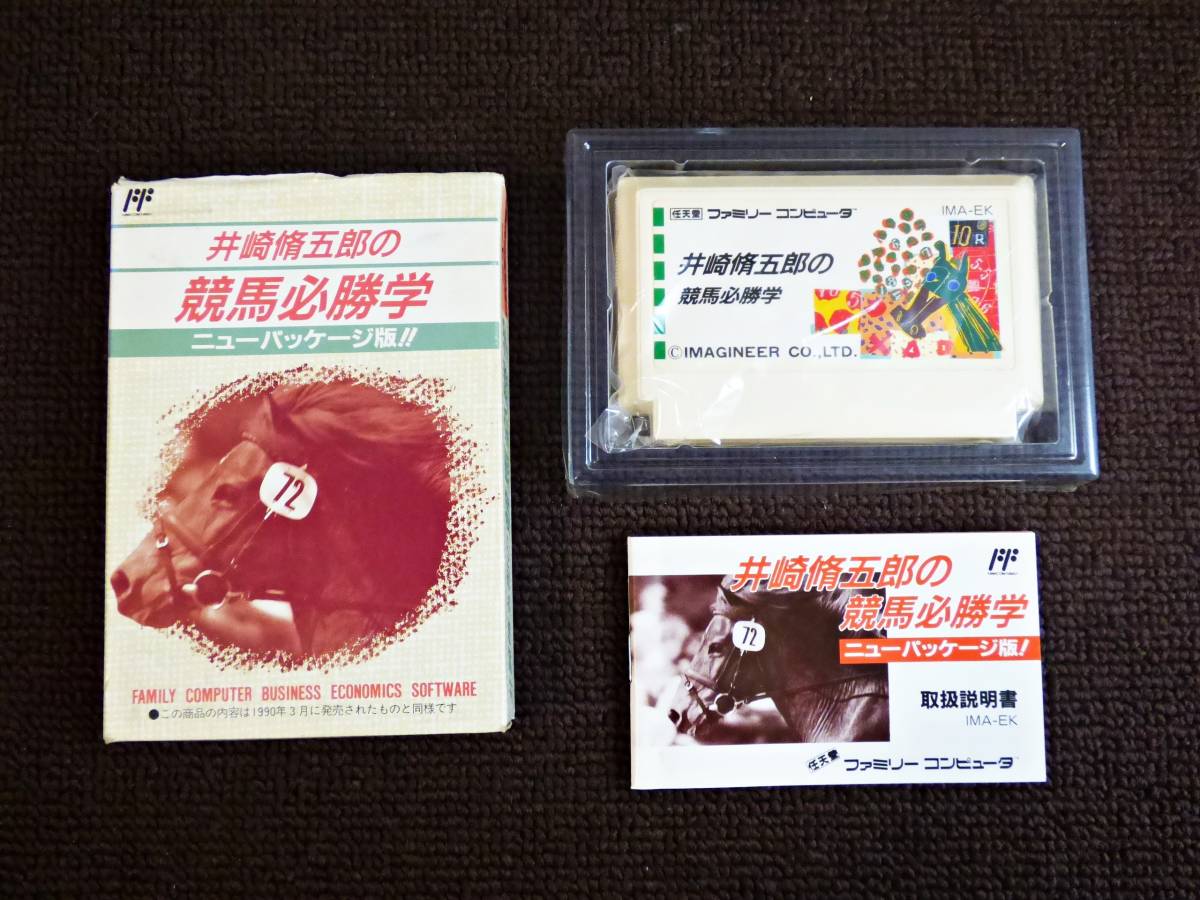 井崎脩五郎の
競馬必勝学
ニューパッケージ版!!
72
FAMILY COMPUTER BUSINESS ECONOMICS SOFTWARE
●この商品の内容は1990年3月に発売されたものと同様です
任天堂 ファミリー コンピュータ™
IMA-EK
井崎脩五郎の
競馬必勝学
10 R
©IMAGINEER CO.,LTD.
井崎脩五郎の
競馬必勝学
ニューパッケージ版!
72
取扱説明書
IMA-EK
任天堂 ファミリー コンピュータ™